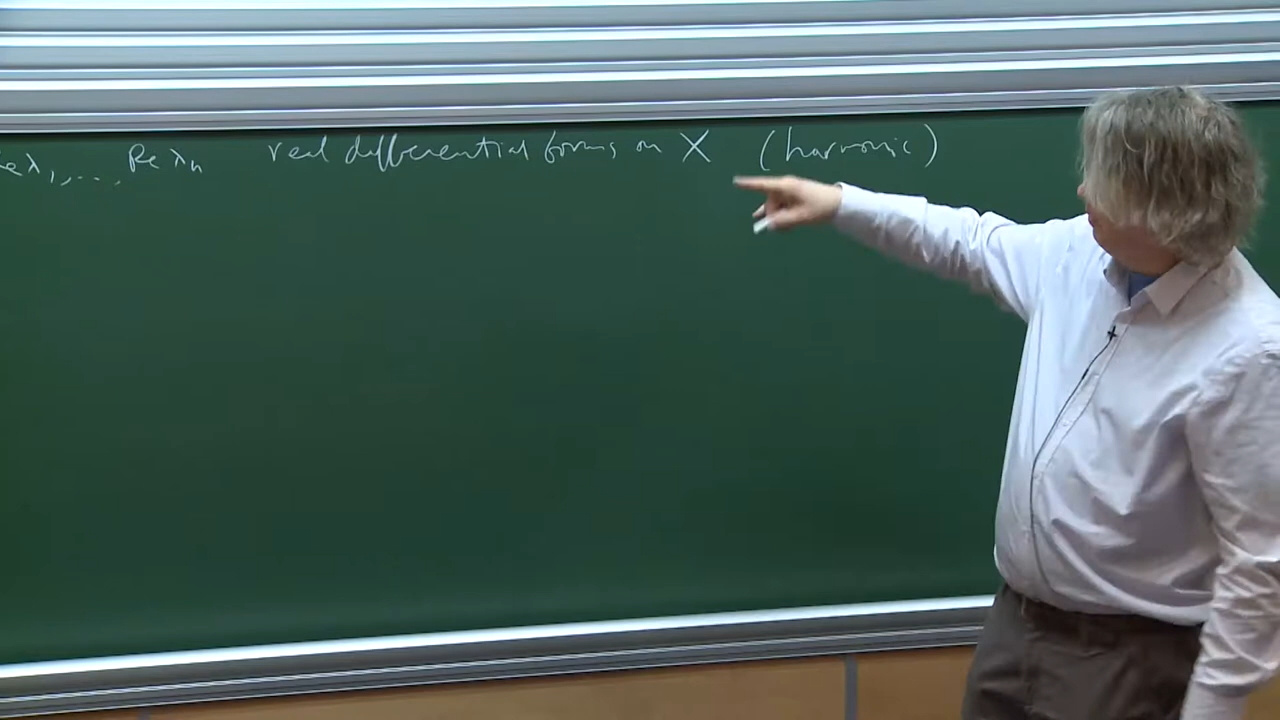 Re λ₁, ..., Re λₙ real differential forms on X (harmonic)